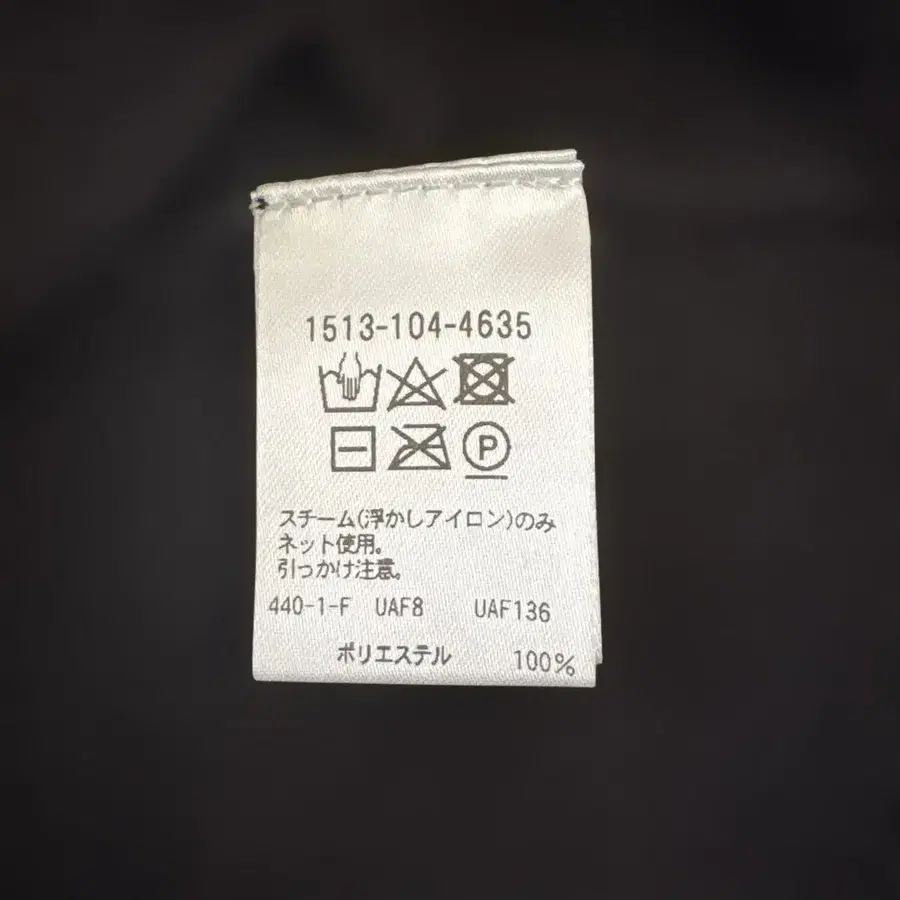 1513-104-4635
P
スチーム(浮かしアイロン)のみ
ネット使用。
引っかけ注意。
440-1-F UAF8 UAF136
ポリエステル 100%